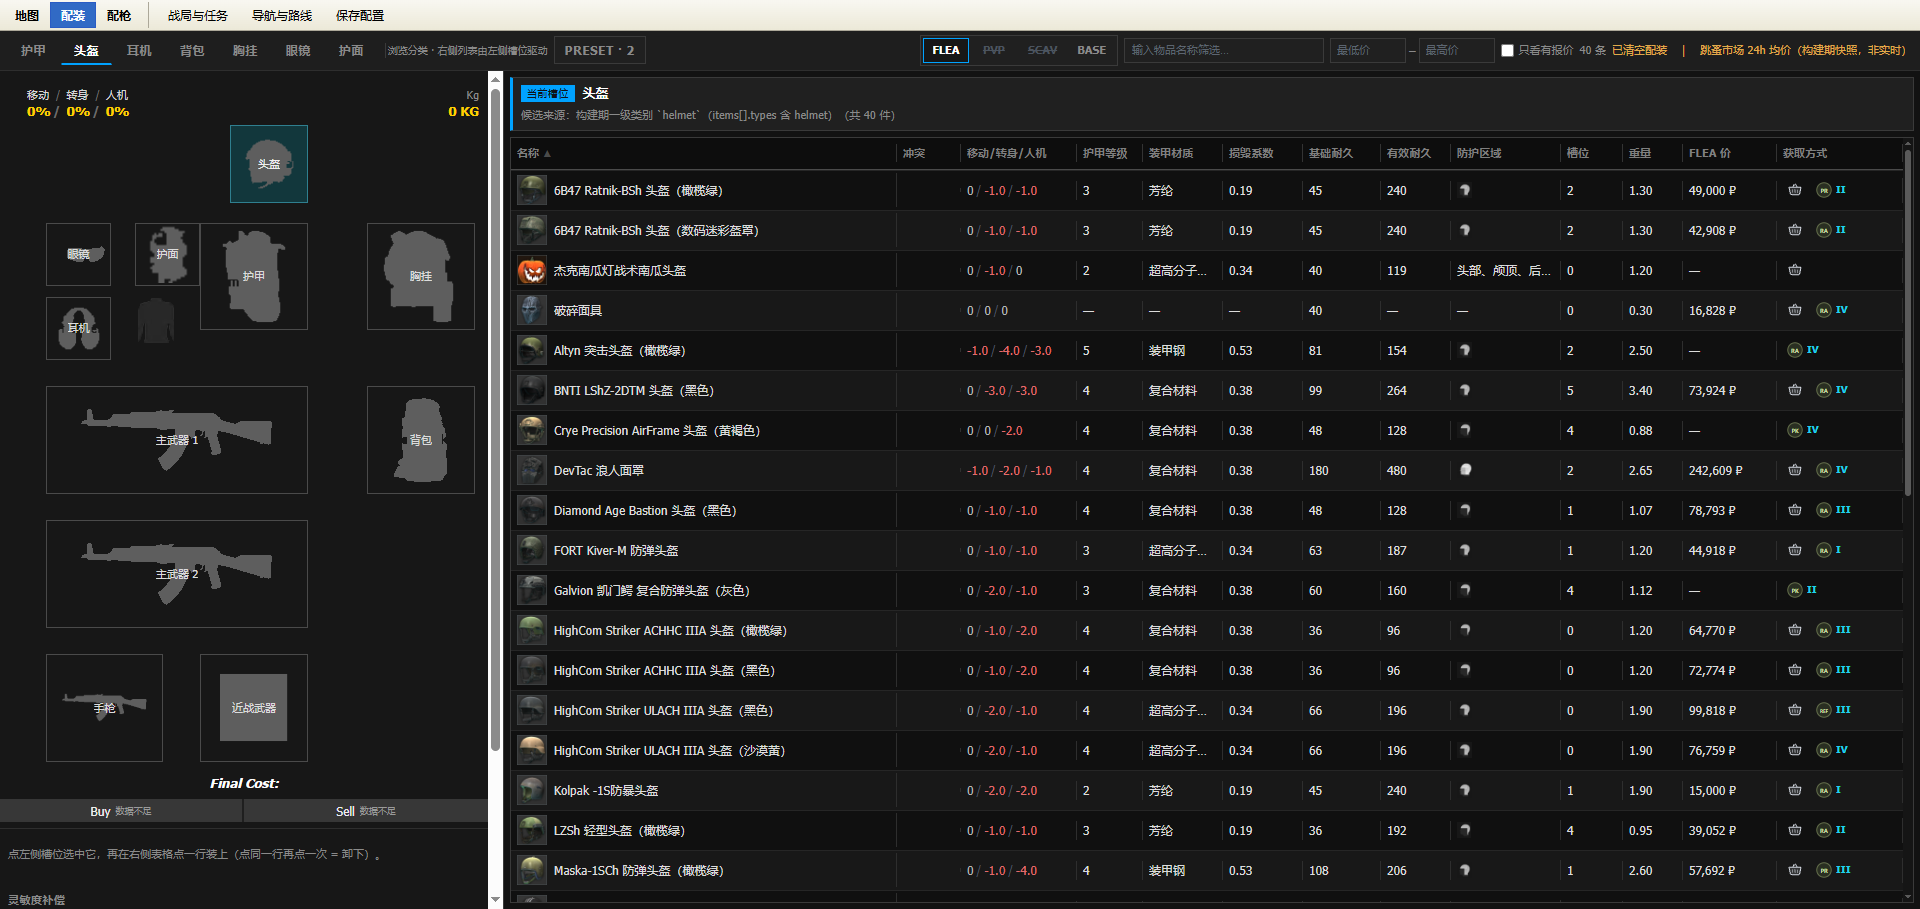 地图 配装 配枪 战局与任务 导航与路线 保存配置
护甲 头盔 耳机 背包 胸挂 眼镜 护面 浏览分类 · 右侧列表由左侧槽位驱动 PRESET · 2 FLEA PVP SCAV BASE 输入物品名称筛选... 最低价 – 最高价 只看有报价 40 条 已清空配装 | 跳蚤市场 24h 均价（构建期快照，非实时）
移动 / 转身 / 人机 Kg
0% / 0% / 0% 0 KG
头盔
眼镜 护面 护甲 胸挂
耳机
主武器 1 背包
主武器 2
手枪 近战武器
Final Cost:
Buy 数据不足 Sell 数据不足
点左侧槽位选中它，再在右侧表格点一行装上（点同一行再点一次 = 卸下）。
灵敏度补偿
当前槽位 头盔
候选来源：构建期一级类别 `helmet`（items[].types 含 helmet）（共 40 件）
名称 ▲ 冲突 移动/转身/人机 护甲等级 装甲材质 损毁系数 基础耐久 有效耐久 防护区域 槽位 重量 FLEA 价 获取方式
6B47 Ratnik-BSh 头盔（橄榄绿） 0 / -1.0 / -1.0 3 芳纶 0.19 45 240 2 1.30 49,000 ₽ PR II
6B47 Ratnik-BSh 头盔（数码迷彩盔罩） 0 / -1.0 / -1.0 3 芳纶 0.19 45 240 2 1.30 42,908 ₽ RA II
杰克南瓜灯战术南瓜头盔 0 / -1.0 / 0 2 超高分子... 0.34 40 119 头部、颅顶、后... 0 1.20 —
破碎面具 0 / 0 / 0 — — — 40 — — 0 0.30 16,828 ₽ RA IV
Altyn 突击头盔（橄榄绿） -1.0 / -4.0 / -3.0 5 装甲钢 0.53 81 154 2 2.50 — RA IV
BNTI LShZ-2DTM 头盔（黑色） 0 / -3.0 / -3.0 4 复合材料 0.38 99 264 5 3.40 73,924 ₽ RA IV
Crye Precision AirFrame 头盔（黄褐色） 0 / 0 / -2.0 4 复合材料 0.38 48 128 4 0.88 — PK IV
DevTac 浪人面罩 -1.0 / -2.0 / -1.0 4 复合材料 0.38 180 480 2 2.65 242,609 ₽ RA IV
Diamond Age Bastion 头盔（黑色） 0 / -1.0 / -1.0 4 复合材料 0.38 48 128 1 1.07 78,793 ₽ RA III
FORT Kiver-M 防弹头盔 0 / -1.0 / -1.0 3 超高分子... 0.34 63 187 1 1.20 44,918 ₽ RA I
Galvion 凯门鳄 复合防弹头盔（灰色） 0 / -2.0 / -1.0 3 复合材料 0.38 60 160 4 1.12 — PK II
HighCom Striker ACHHC IIIA 头盔（橄榄绿） 0 / -1.0 / -2.0 4 复合材料 0.38 36 96 0 1.20 64,770 ₽ RA III
HighCom Striker ACHHC IIIA 头盔（黑色） 0 / -1.0 / -2.0 4 复合材料 0.38 36 96 0 1.20 72,774 ₽ RA III
HighCom Striker ULACH IIIA 头盔（黑色） 0 / -2.0 / -1.0 4 超高分子... 0.34 66 196 0 1.90 99,818 ₽ REF III
HighCom Striker ULACH IIIA 头盔（沙漠黄） 0 / -2.0 / -1.0 4 超高分子... 0.34 66 196 0 1.90 76,759 ₽ RA IV
Kolpak -1S防暴头盔 0 / -2.0 / -2.0 2 芳纶 0.19 45 240 1 1.90 15,000 ₽ RA I
LZSh 轻型头盔（橄榄绿） 0 / -1.0 / -1.0 3 芳纶 0.19 36 192 4 0.95 39,052 ₽ RA II
Maska-1SCh 防弹头盔（橄榄绿） 0 / -1.0 / -4.0 4 装甲钢 0.53 108 206 1 2.60 57,692 ₽ PR III